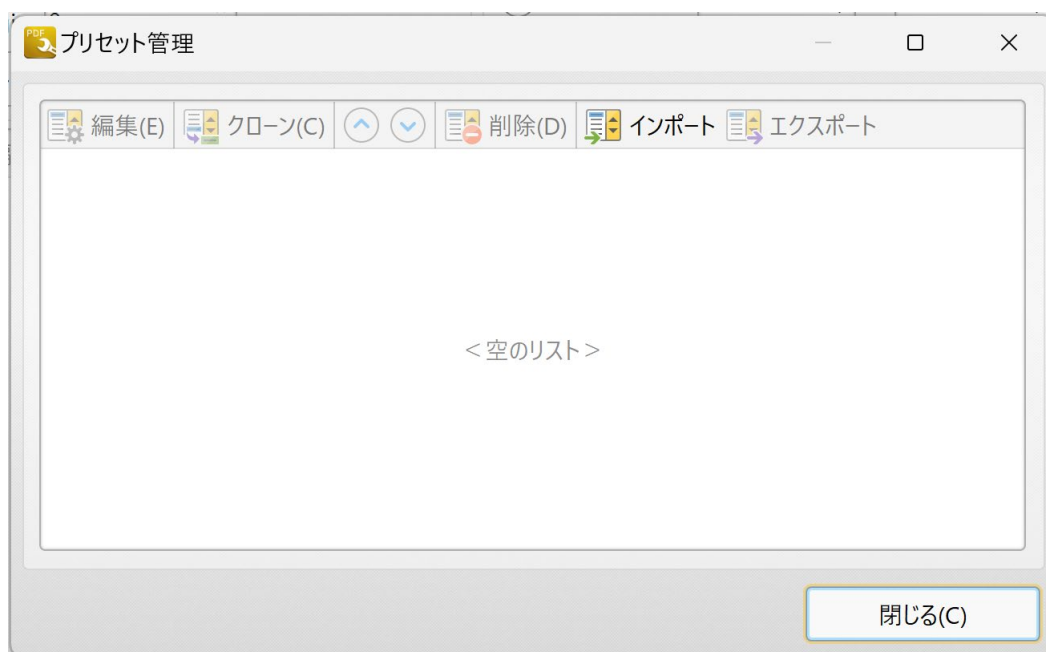 PDF プリセット管理
編集(E) クローン(C) 削除(D) インポート エクスポート
<空のリスト>
閉じる(C)